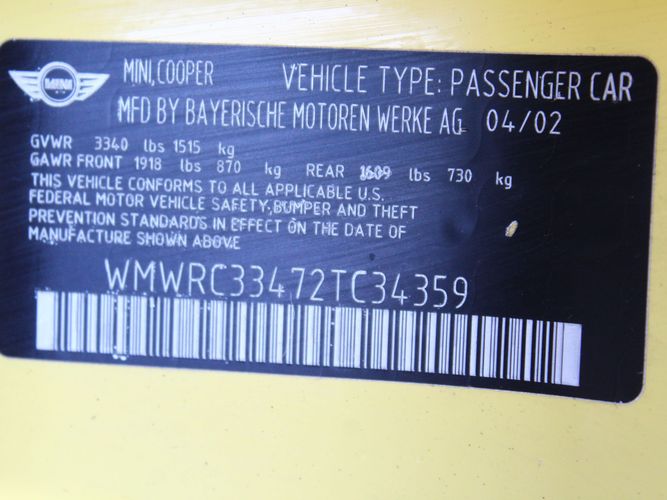 MINI
MINI,COOPER VEHICLE TYPE: PASSENGER CAR
MFD BY BAYERISCHE MOTOREN WERKE AG 04/02
GVWR 3340 lbs 1515 kg
GAWR FRONT 1918 lbs 870 kg REAR 1609 lbs 730 kg
THIS VEHICLE CONFORMS TO ALL APPLICABLE U.S.
FEDERAL MOTOR VEHICLE SAFETY,BUMPER AND THEFT
PREVENTION STANDARDS IN EFFECT ON THE DATE OF
MANUFACTURE SHOWN ABOVE
WMWRC33472TC34359